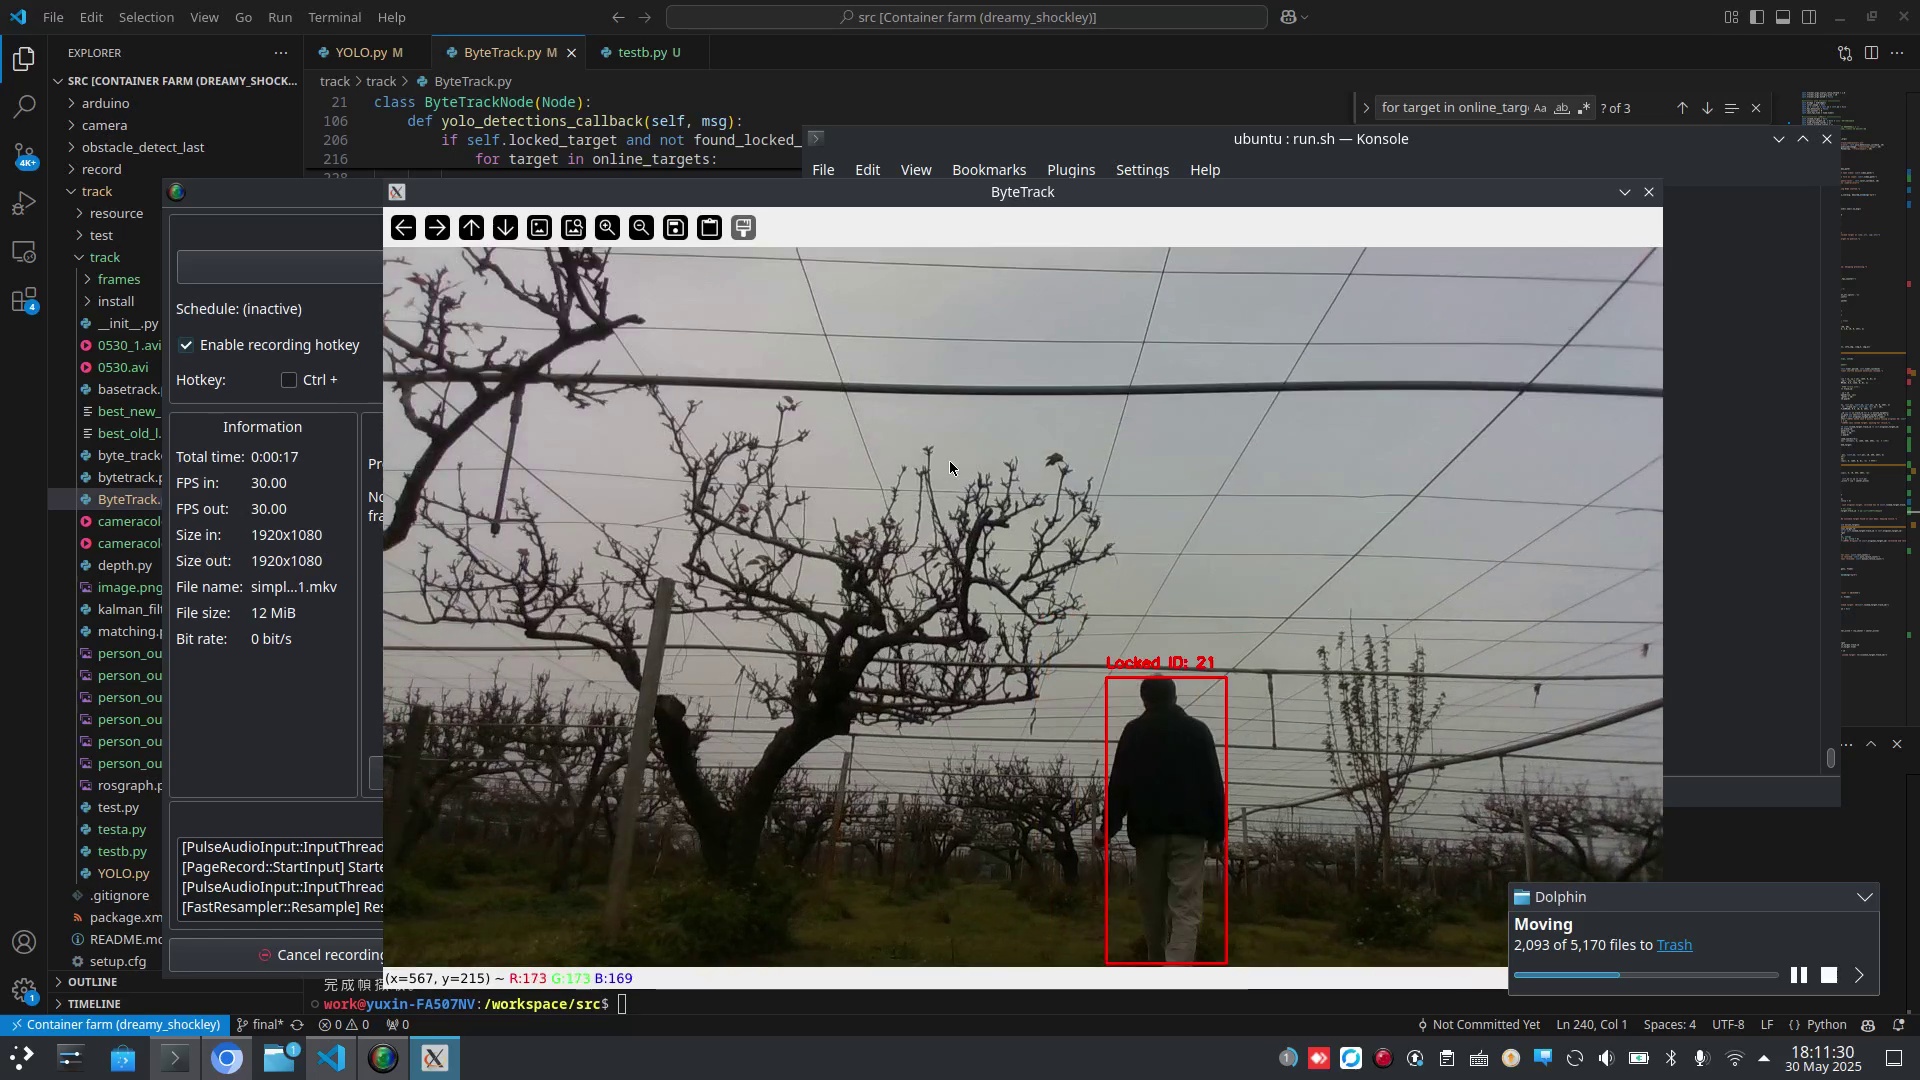 File Edit Selection View Go Run Terminal Help
src [Container farm (dreamy_shockley)]
EXPLORER
YOLO.py M
ByteTrack.py M
testb.py U
SRC [CONTAINER FARM (DREAMY_SHOCK...
track > track > ByteTrack.py
arduino
camera
obstacle_detect_last
record
track
resource
test
track
frames
install
__init__.py
0530_1.avi
0530.avi
basetrack.
best_new_
best_old_l.
byte_track
bytetrack.p
ByteTrack.
cameracol
cameracol
depth.py
image.png
kalman_filt
matching.p
person_ou
person_ou
person_ou
person_ou
person_ou
person_ou
rosgraph.p
test.py
testa.py
testb.py
YOLO.py
.gitignore
package.xm
README.md
setup.cfg
OUTLINE
TIMELINE
21 class ByteTrackNode(Node):
106 def yolo_detections_callback(self, msg):
206 if self.locked_target and not found_locked_
216 for target in online_targets:
for target in online_targ
? of 3
ubuntu : run.sh — Konsole
File Edit View Bookmarks Plugins Settings Help
ByteTrack
Schedule: (inactive)
Enable recording hotkey
Hotkey: Ctrl +
Information
Total time: 0:00:17
FPS in: 30.00
FPS out: 30.00
Size in: 1920x1080
Size out: 1920x1080
File name: simpl...1.mkv
File size: 12 MiB
Bit rate: 0 bit/s
[PulseAudioInput::InputThread
[PageRecord::StartInput] Starte
[PulseAudioInput::InputThread
[FastResampler::Resample] Res
Cancel recording
Locked ID: 21
(x=567, y=215) ~ R:173 G:173 B:169
work@yuxin-FA507NV:/workspace/src$
Dolphin
Moving
2,093 of 5,170 files to Trash
Container farm (dreamy_shockley)
final*
0 0
0
Not Committed Yet
Ln 240, Col 1
Spaces: 4
UTF-8
LF
{} Python
18:11:30
30 May 2025